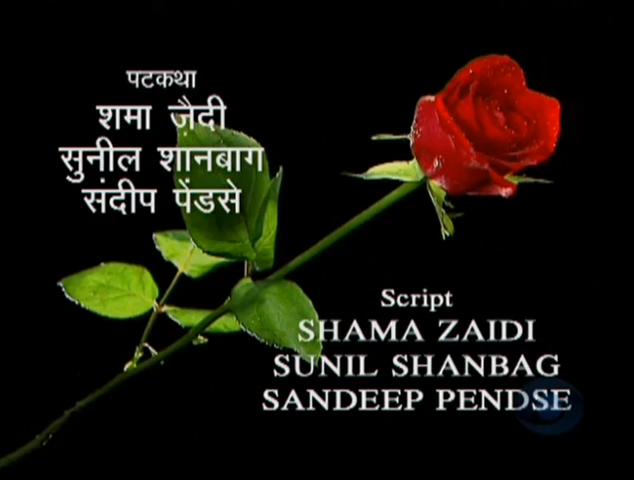 पटकथा
शमा ज़ैदी
सुनील शानबाग
संदीप पेंडसे
Script
SHAMA ZAIDI
SUNIL SHANBAG
SANDEEP PENDSE